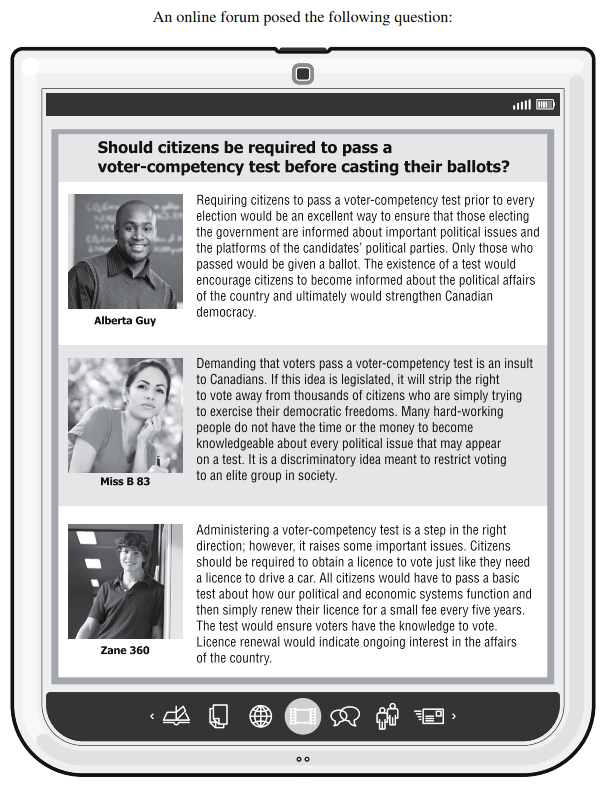 An online forum posed the following question:
Should citizens be required to pass a
voter-competency test before casting their ballots?
Requiring citizens to pass a voter-competency test prior to every
election would be an excellent way to ensure that those electing
the government are informed about important political issues and
the platforms of the candidates' political parties. Only those who
passed would be given a ballot. The existence of a test would
encourage citizens to become informed about the political affairs
of the country and ultimately would strengthen Canadian
democracy.
Alberta Guy
Demanding that voters pass a voter-competency test is an insult
to Canadians. If this idea is legislated, it will strip the right
to vote away from thousands of citizens who are simply trying
to exercise their democratic freedoms. Many hard-working
people do not have the time or the money to become
knowledgeable about every political issue that may appear
on a test. It is a discriminatory idea meant to restrict voting
to an elite group in society.
Miss B 83
Administering a voter-competency test is a step in the right
direction; however, it raises some important issues. Citizens
should be required to obtain a licence to vote just like they need
a licence to drive a car. All citizens would have to pass a basic
test about how our political and economic systems function and
then simply renew their licence for a small fee every five years.
The test would ensure voters have the knowledge to vote.
Licence renewal would indicate ongoing interest in the affairs
of the country.
Zane 360